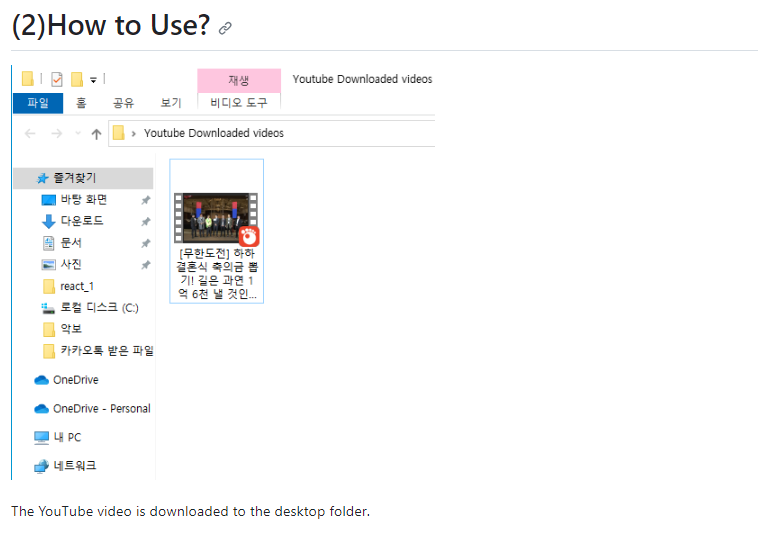 (2)How to Use?
재생
Youtube Downloaded videos
파일
홈
공유
보기
비디오 도구
Youtube Downloaded videos
즐겨찾기
바탕 화면
다운로드
문서
사진
react_1
로컬 디스크 (C:)
악보
카카오톡 받은 파일
OneDrive
OneDrive - Personal
내 PC
네트워크
[무한도전] 하하
결혼식 축의금 뽑
기! 길은 과연 1
억 6천 낼 것인...
The YouTube video is downloaded to the desktop folder.